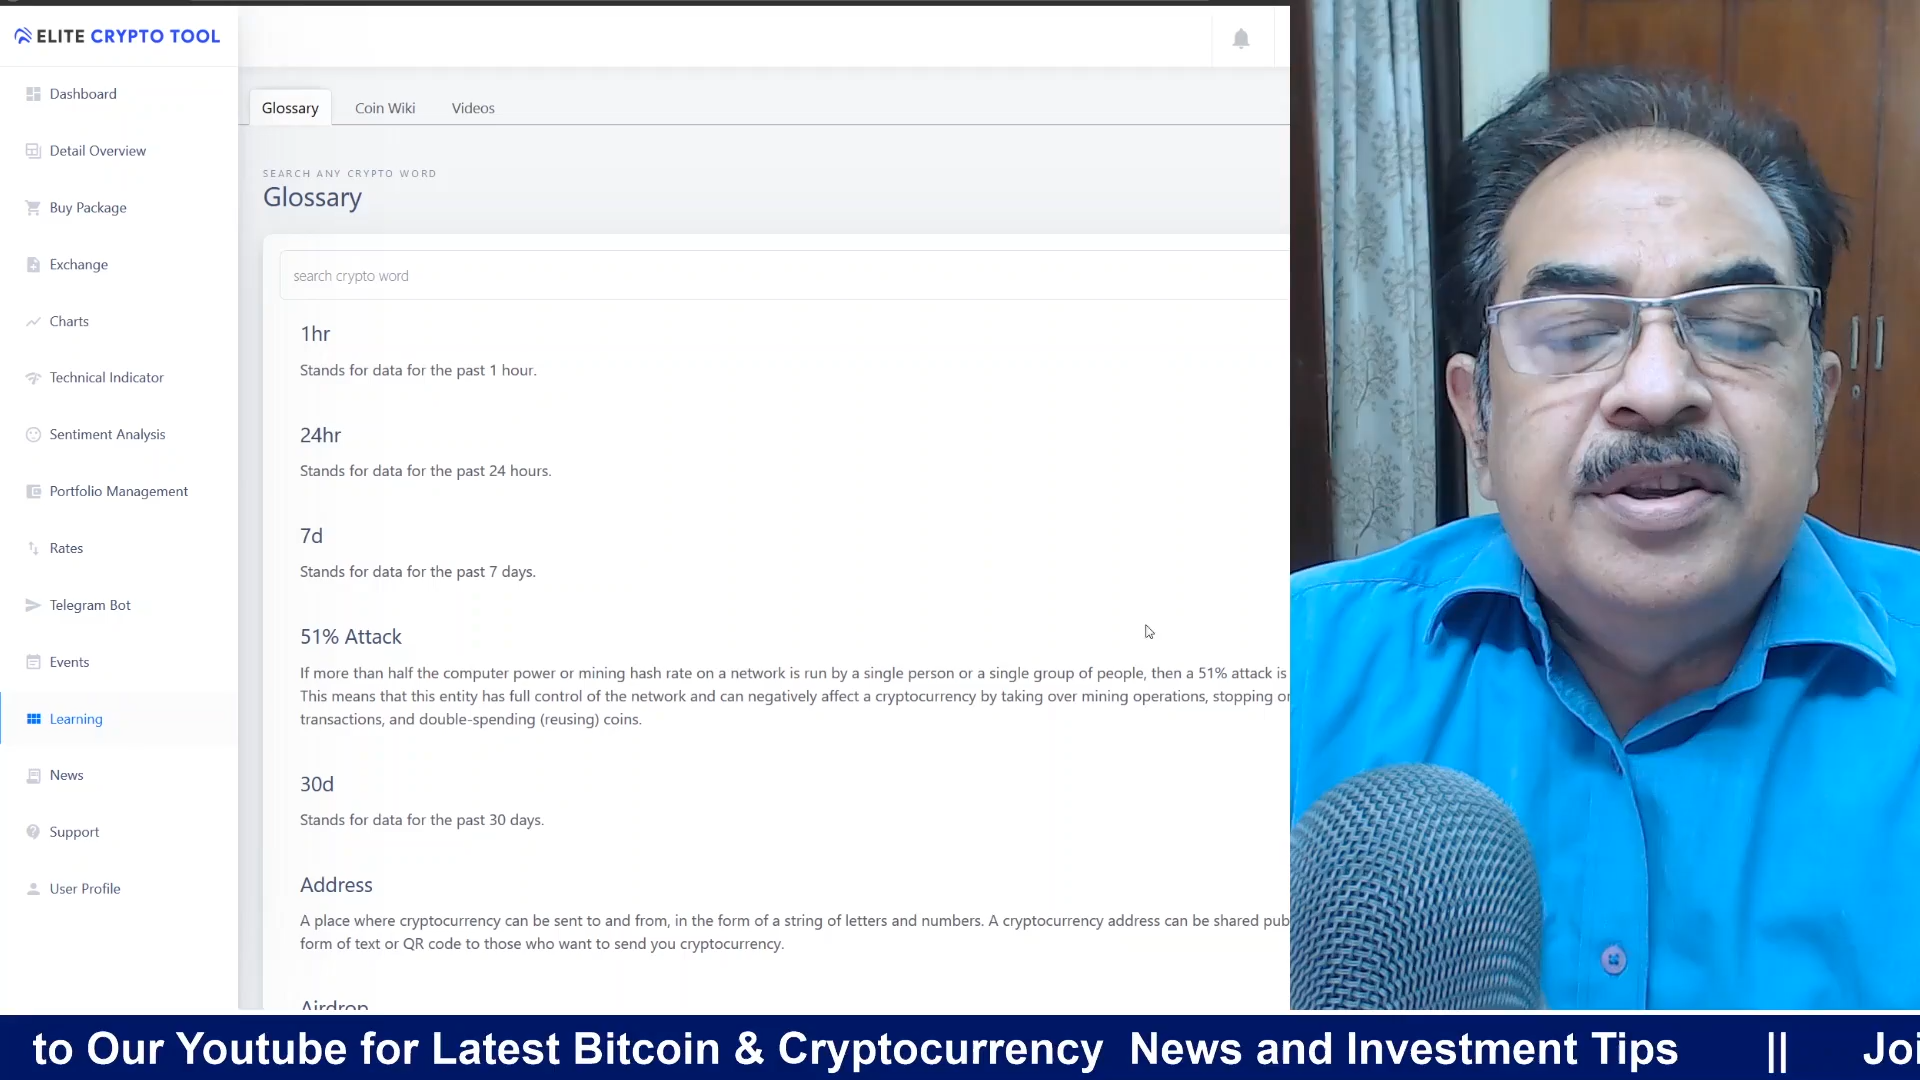 ELITE CRYPTO TOOL
Dashboard
Detail Overview
Buy Package
Exchange
Charts
Technical Indicator
Sentiment Analysis
Portfolio Management
Rates
Telegram Bot
Events
Learning
News
Support
User Profile
Glossary
Coin Wiki
Videos
SEARCH ANY CRYPTO WORD
Glossary
search crypto word
1hr
Stands for data for the past 1 hour.
24hr
Stands for data for the past 24 hours.
7d
Stands for data for the past 7 days.
51% Attack
If more than half the computer power or mining hash rate on a network is run by a single person or a single group of people, then a 51% attack is
This means that this entity has full control of the network and can negatively affect a cryptocurrency by taking over mining operations, stopping or
transactions, and double-spending (reusing) coins.
30d
Stands for data for the past 30 days.
Address
A place where cryptocurrency can be sent to and from, in the form of a string of letters and numbers. A cryptocurrency address can be shared pub
form of text or QR code to those who want to send you cryptocurrency.
Airdrop
to Our Youtube for Latest Bitcoin & Cryptocurrency News and Investment Tips || Joi